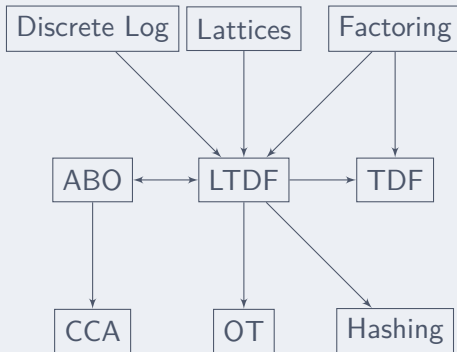 Discrete Log
Lattices
Factoring
ABO
LTDF
TDF
CCA
OT
Hashing